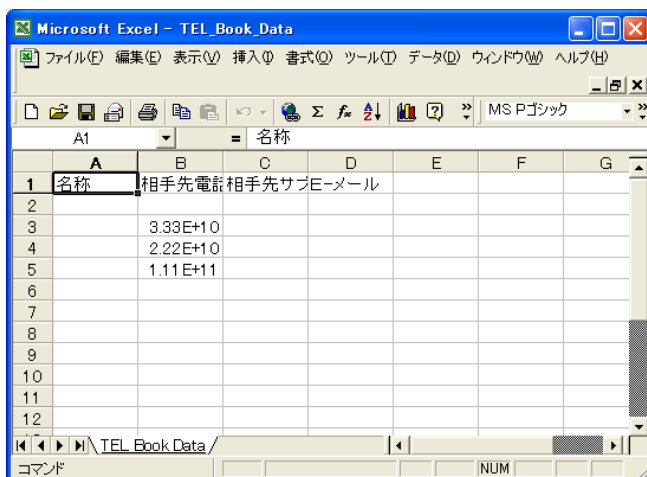 Microsoft Excel - TEL_Book_Data
ファイル(F) 編集(E) 表示(V) 挿入(I) 書式(O) ツール(T) データ(D) ウィンドウ(W) ヘルプ(H)
Σ fx MS Pゴシック
A1 = 名称
A B C D E F G
1 名称 相手先電話 相手先サブ E-メール
2
3 3.33E+10
4 2.22E+10
5 1.11E+11
6
7
8
9
10
11
12
TEL_Book_Data
コマンド NUM